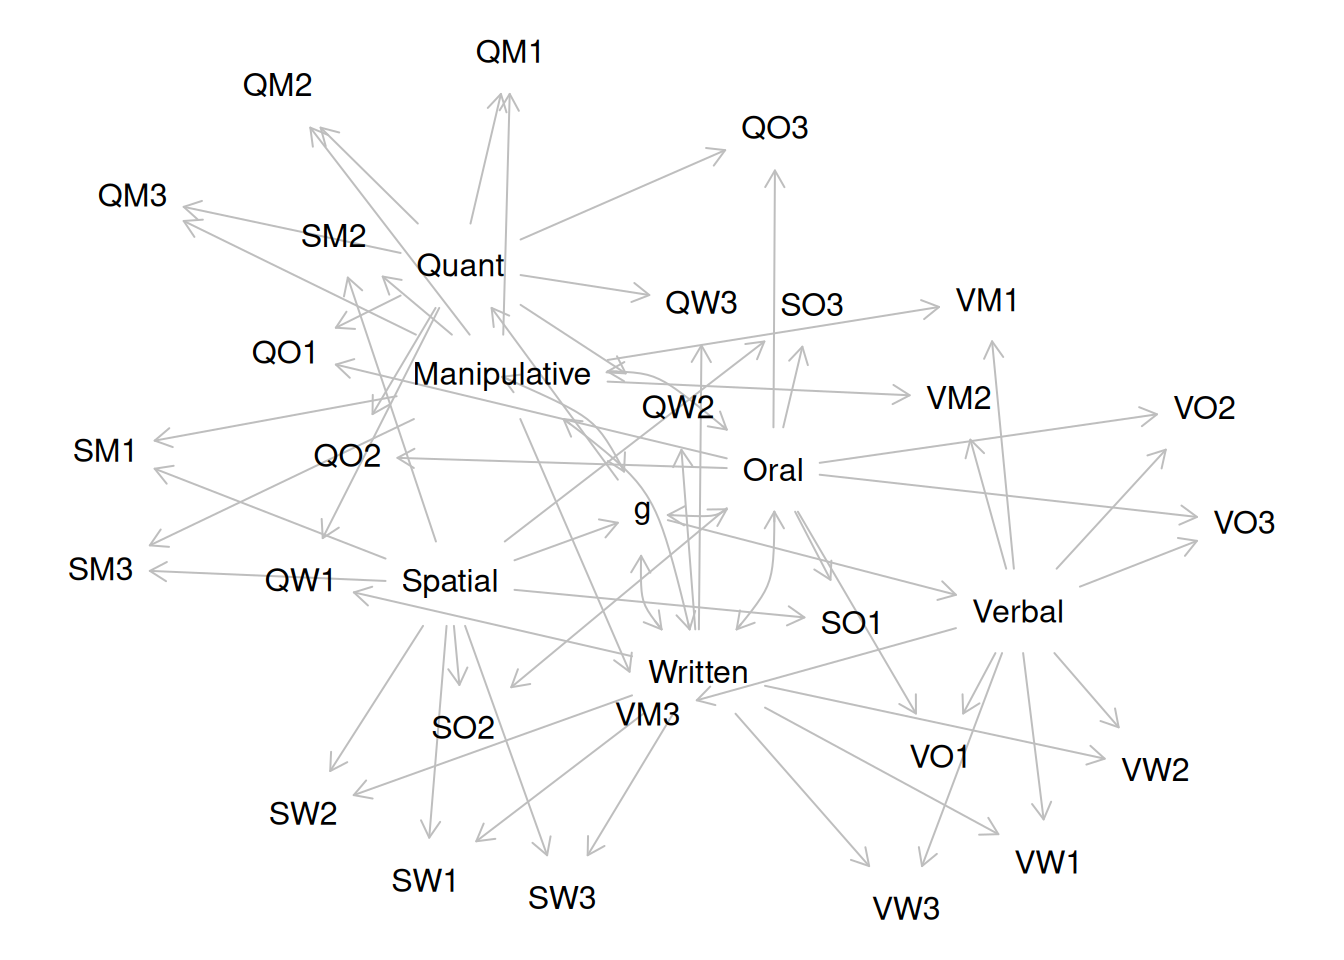 QM1
QM2
QO3
QM3
SM2
Quant
QW3
SO3
VM1
QO1
Manipulative
VM2
QW2
VO2
SM1
QO2
Oral
g
VO3
SM3
QW1
Spatial
Verbal
SO1
Written
VM3
SO2
VO1
VW2
SW2
VW1
SW1
SW3
VW3